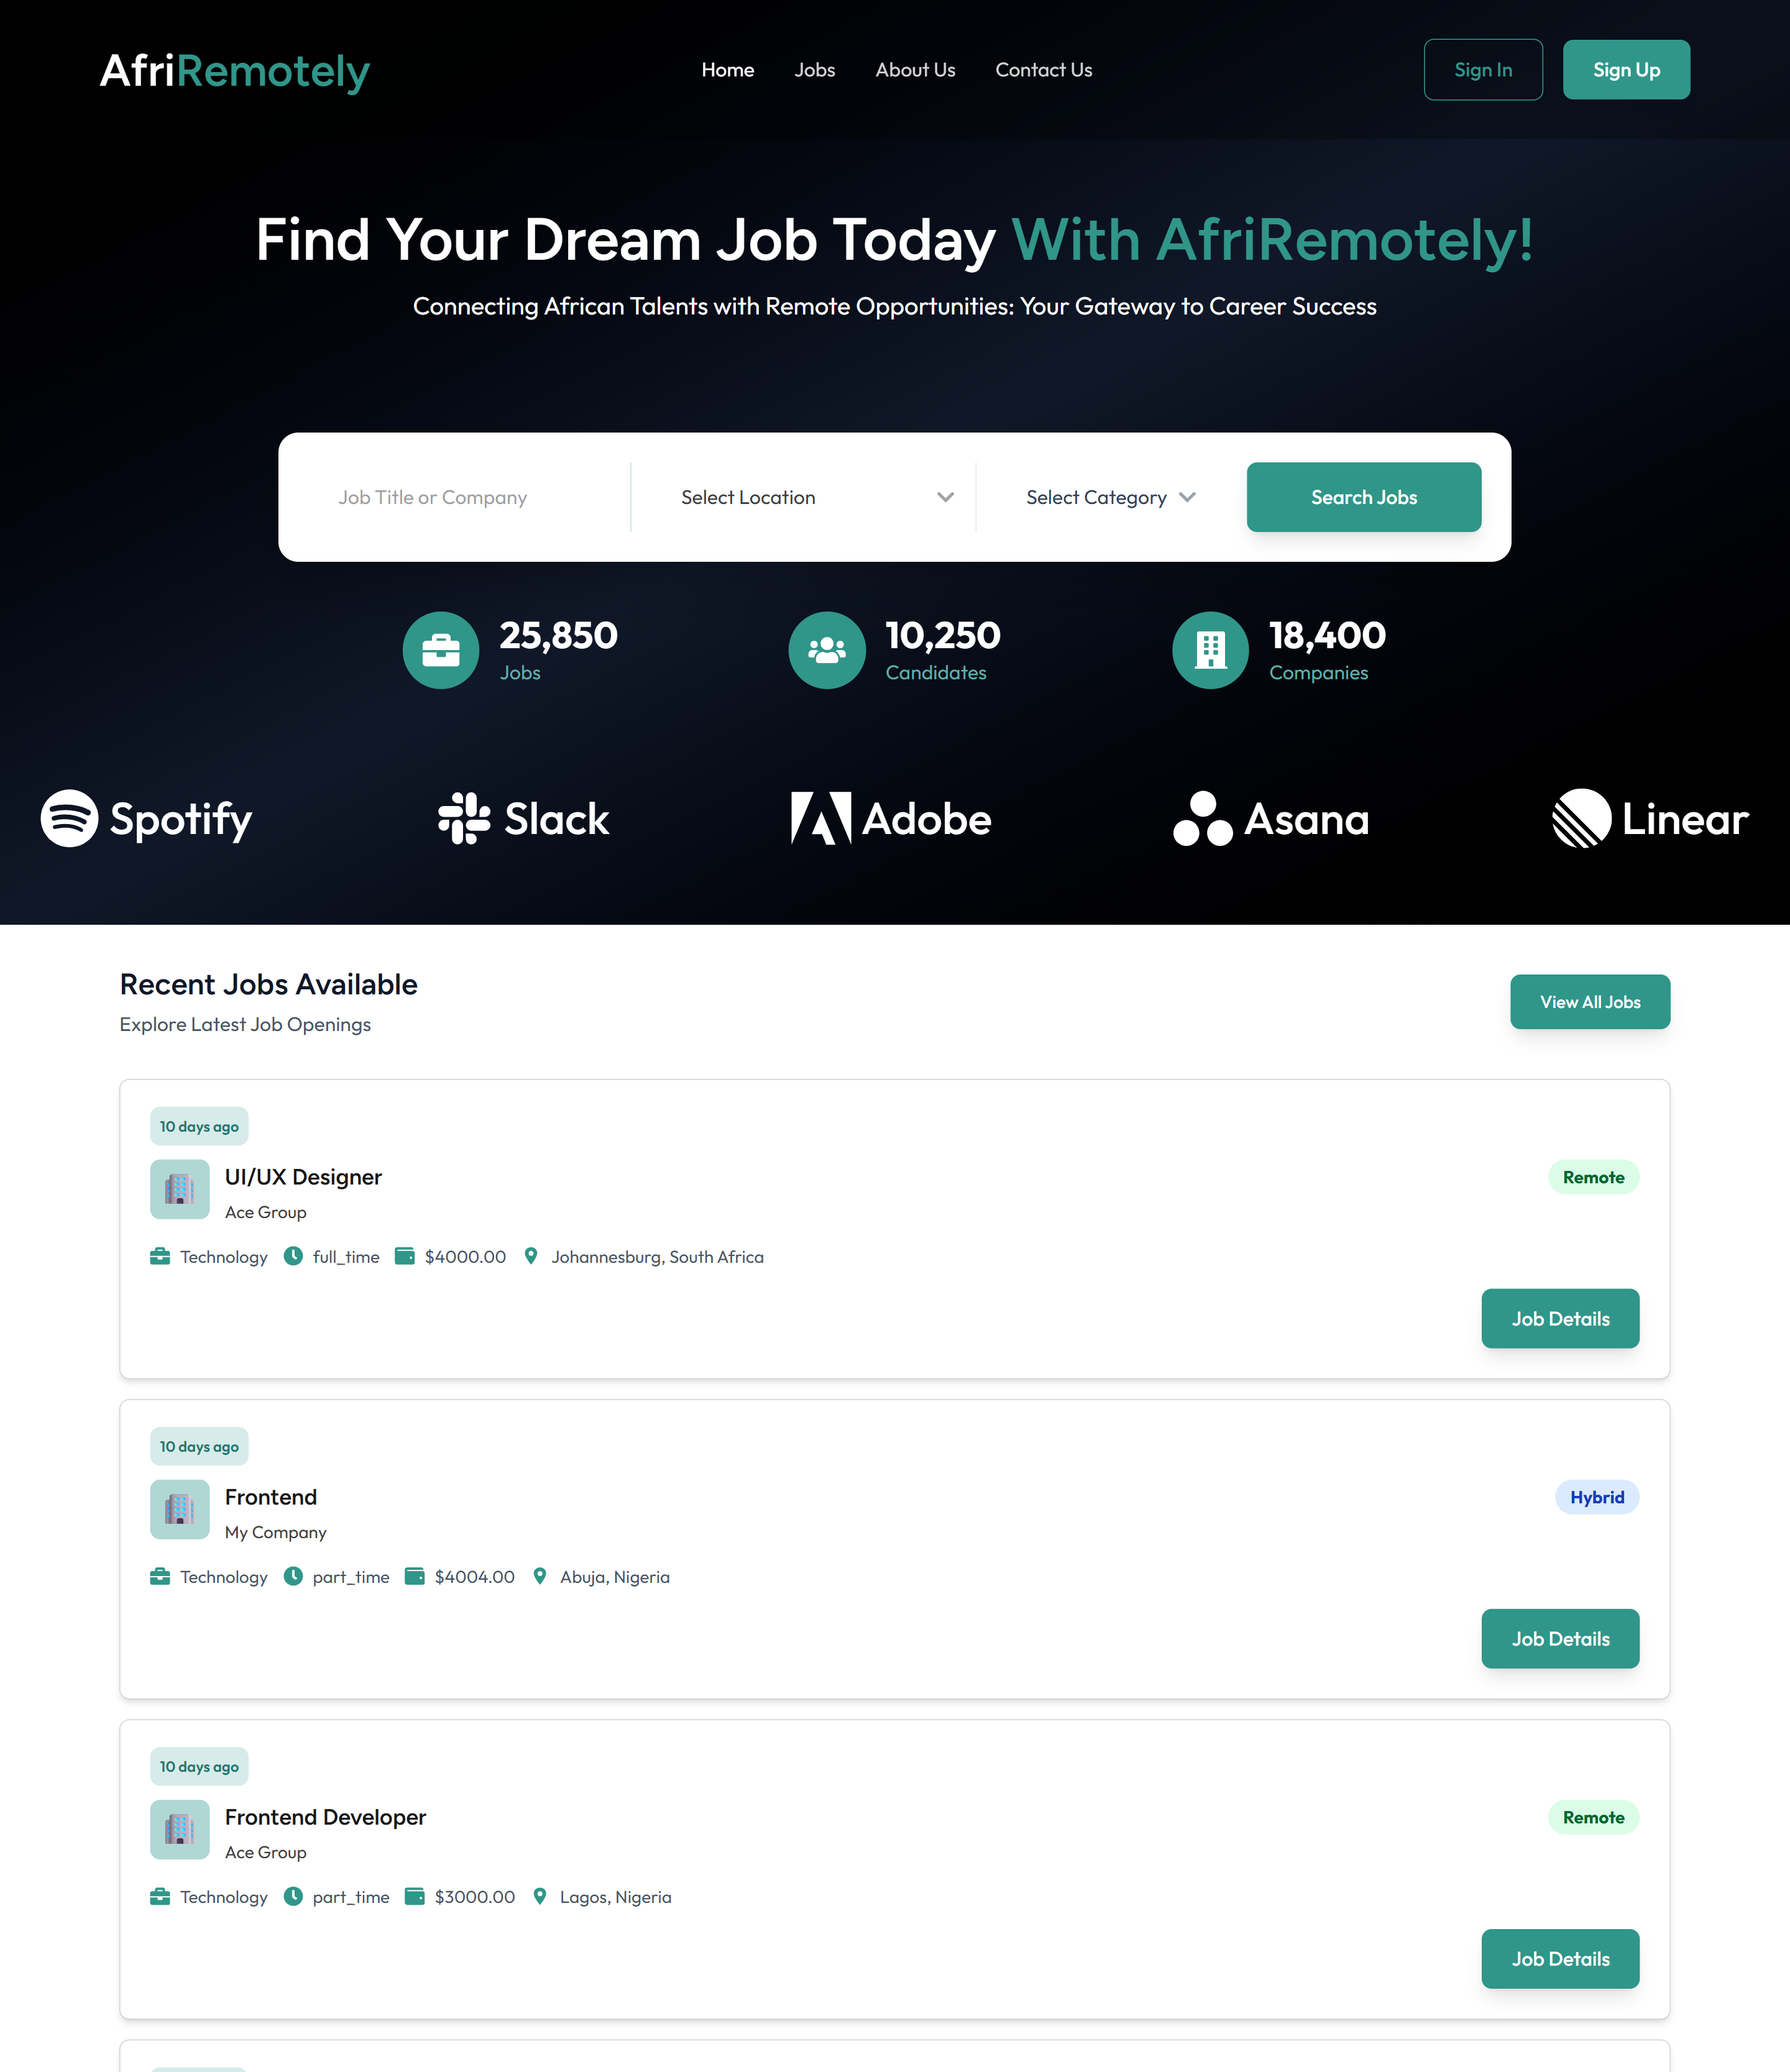 AfriRemotely
Home Jobs About Us Contact Us
Sign In Sign Up
Find Your Dream Job Today With AfriRemotely!
Connecting African Talents with Remote Opportunities: Your Gateway to Career Success
Job Title or Company Select Location Select Category Search Jobs
25,850
Jobs
10,250
Candidates
18,400
Companies
Spotify Slack Adobe Asana Linear
Recent Jobs Available
Explore Latest Job Openings
View All Jobs
10 days ago
UI/UX Designer
Ace Group
Remote
Technology full_time $4000.00 Johannesburg, South Africa
Job Details
10 days ago
Frontend
My Company
Hybrid
Technology part_time $4004.00 Abuja, Nigeria
Job Details
10 days ago
Frontend Developer
Ace Group
Remote
Technology part_time $3000.00 Lagos, Nigeria
Job Details